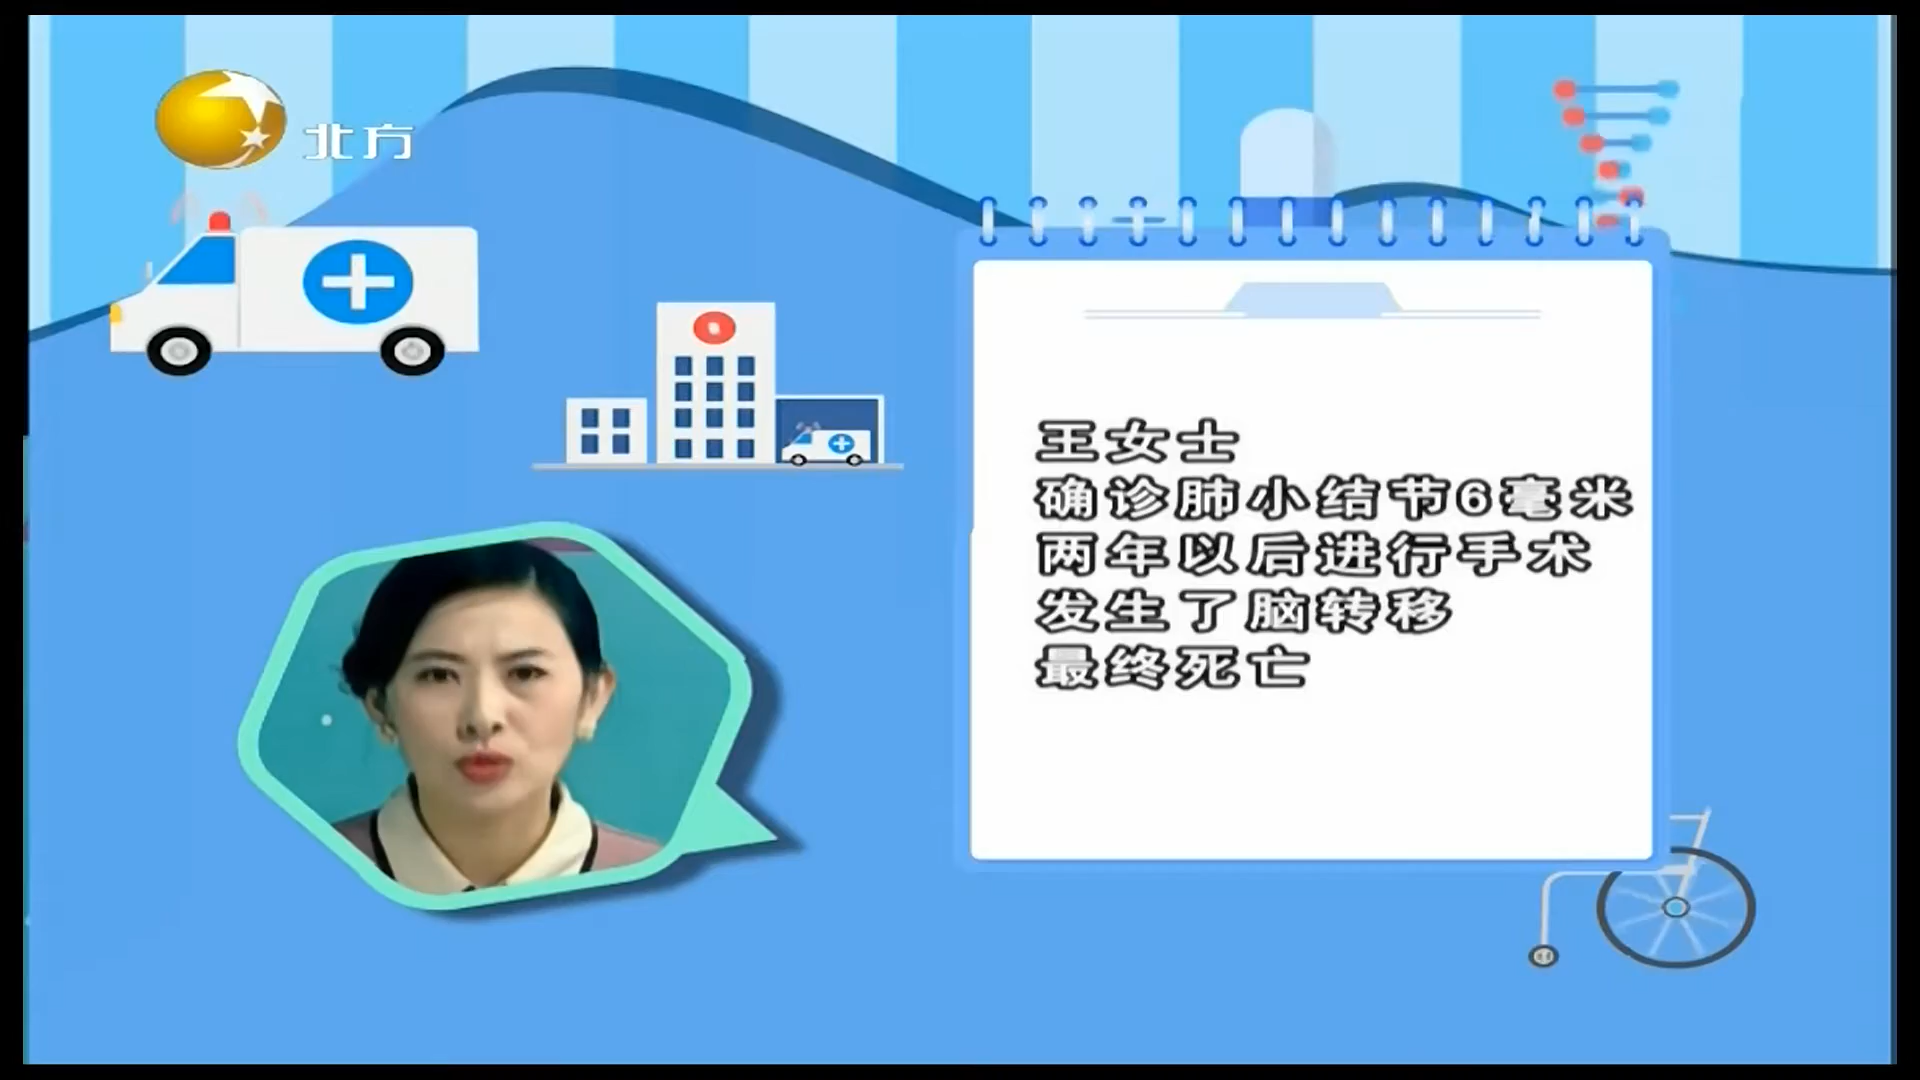 北方
王女士
确诊肺小结节6毫米
两年以后进行手术
发生了脑转移
最终死亡